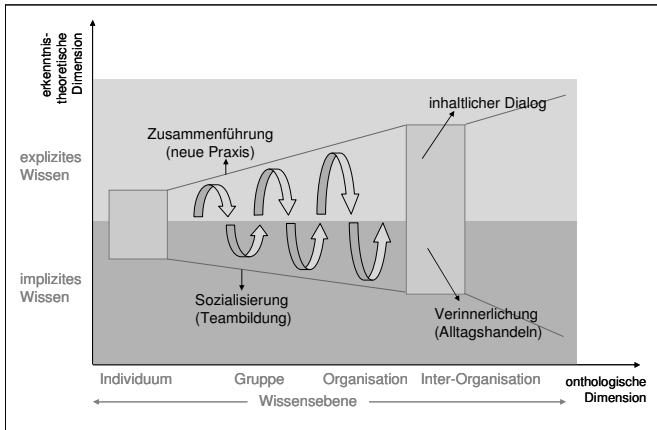 erkenntnis-
theoretische
Dimension
inhaltlicher Dialog
Zusammenführung
(neue Praxis)
explizites
Wissen
implizites
Wissen
Sozialisierung
(Teambildung)
Verinnerlichung
(Alltagshandeln)
Individuum
Gruppe
Organisation
Inter-Organisation
onthologische
Dimension
Wissensebene